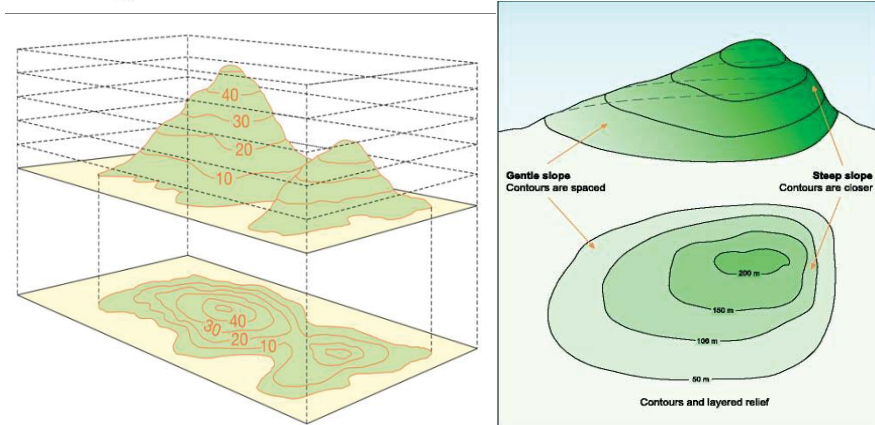 40
30
20
10
40
30
20
10
Gentle slope
Contours are spaced
Steep slope
Contours are closer
200 m
150 m
106 m
50 m
Contours and layered relief